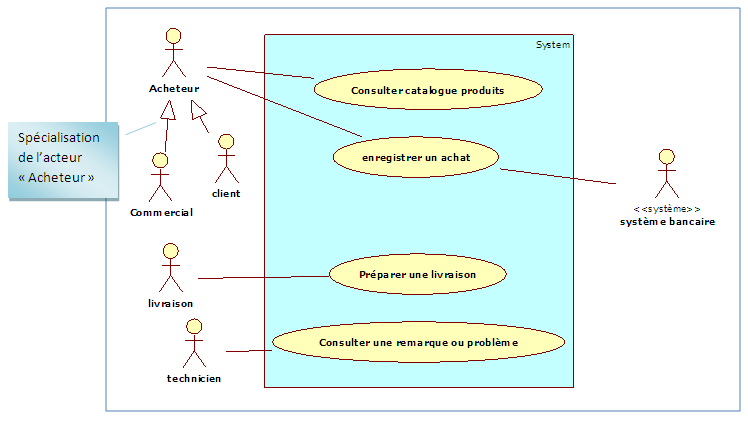 System
Acheteur
Consulter catalogue produits
Spécialisation
de l'acteur
« Acheteur »
enregistrer un achat
client
Commercial
<<système>>
système bancaire
Préparer une livraison
livraison
Consulter une remarque ou problème
technicien